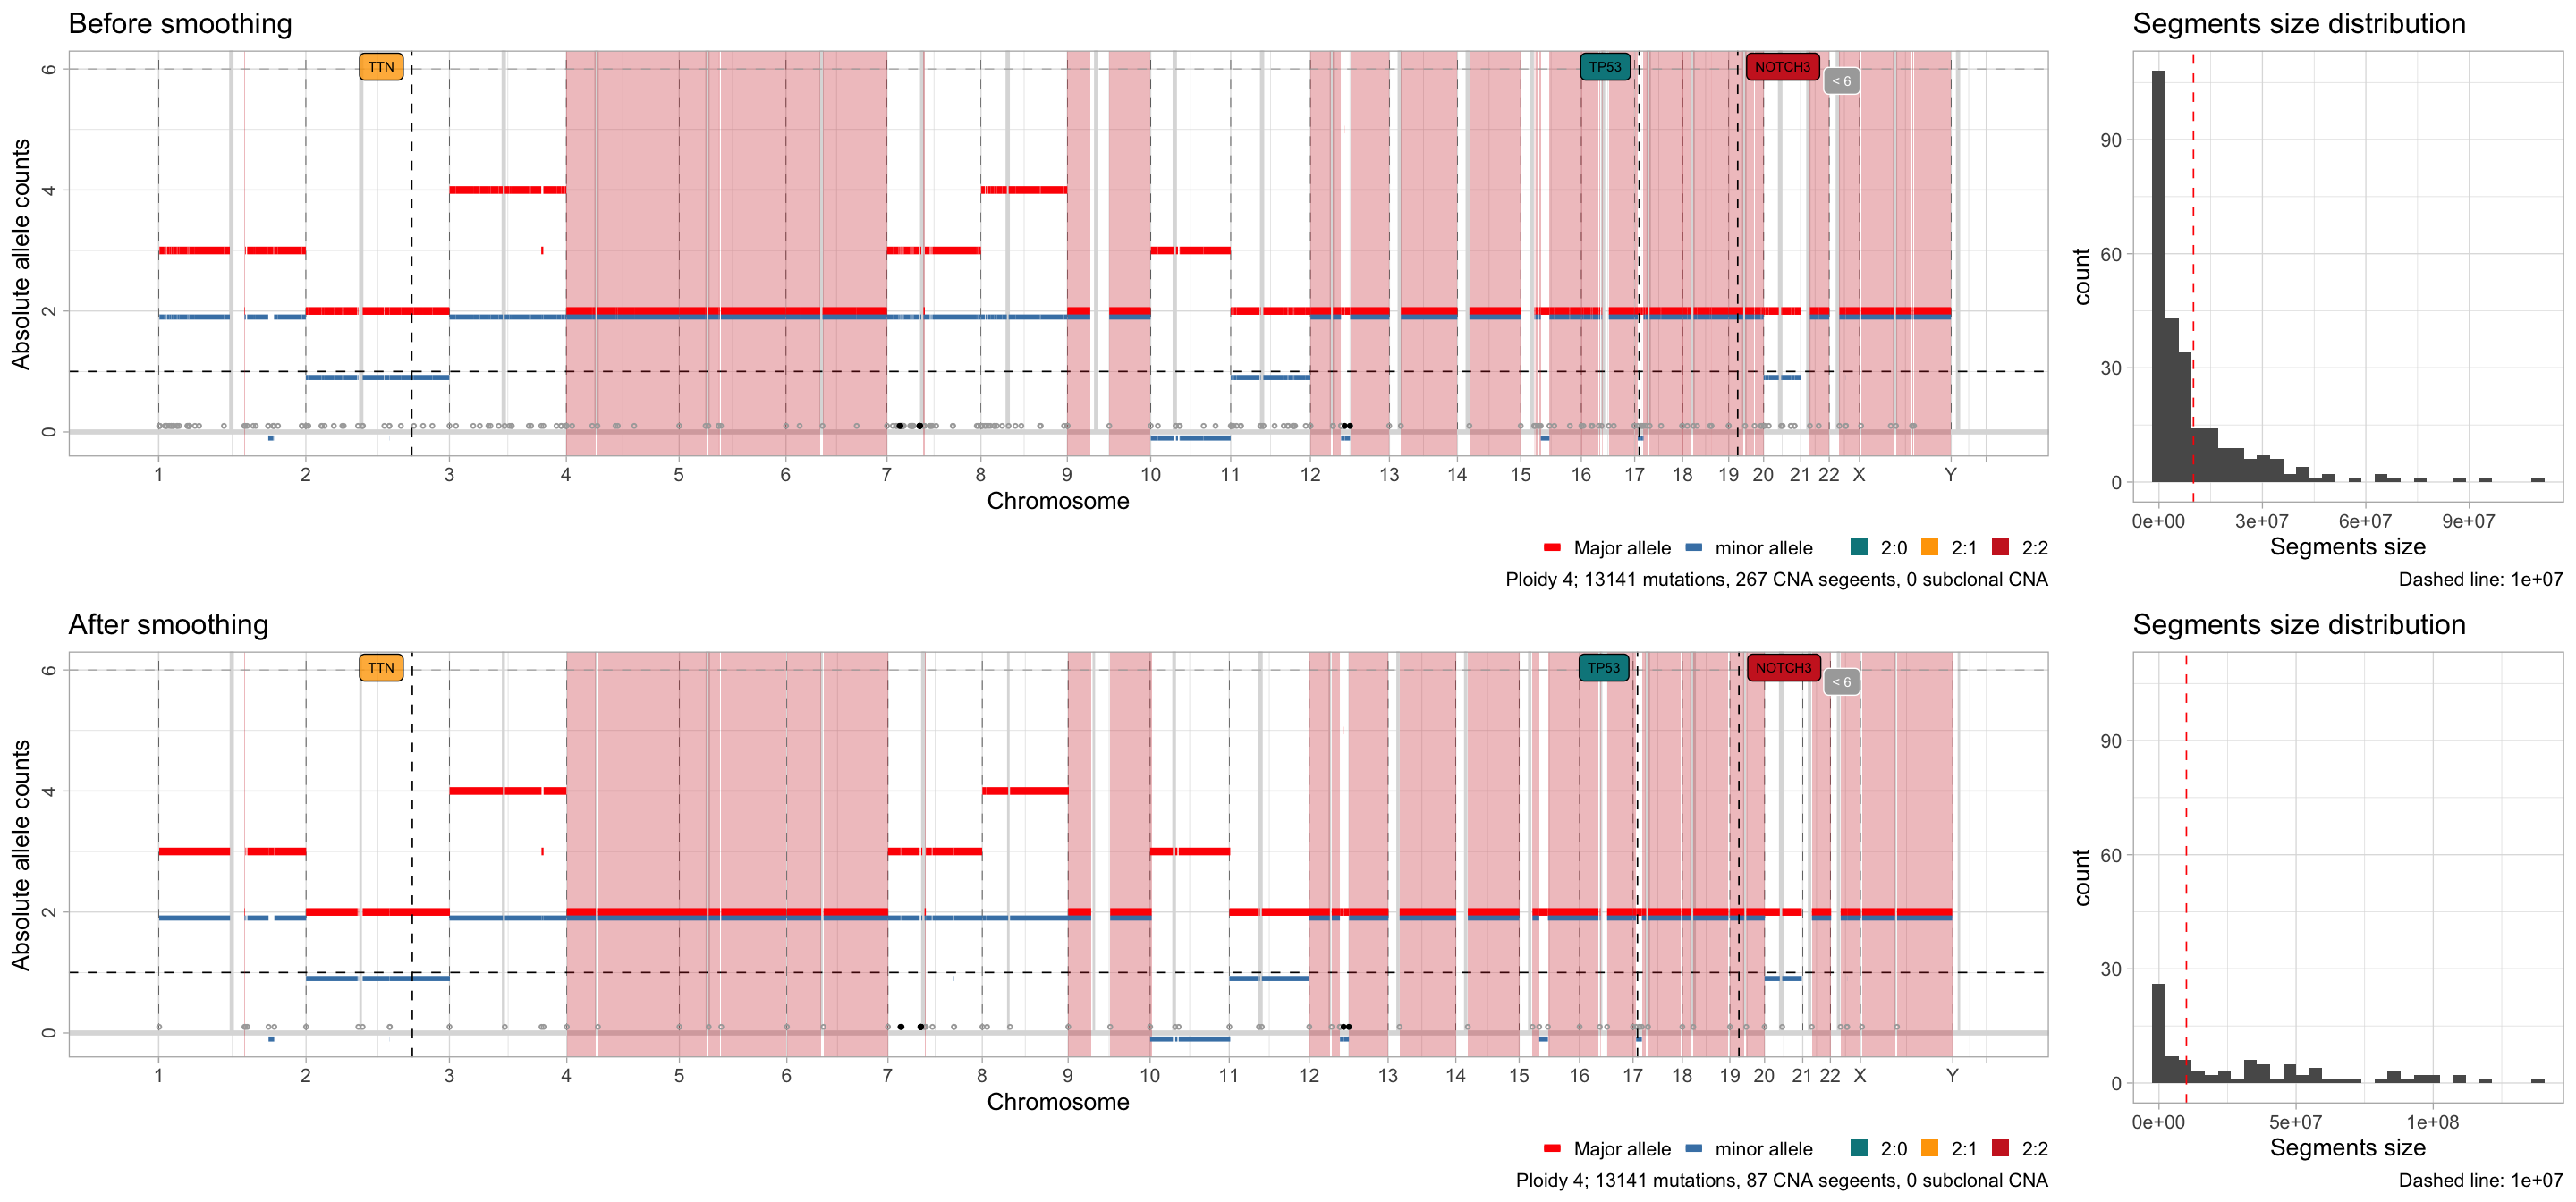 Before smoothing
Segments size distribution
TTN
TP53
NOTCH3
< 6
Absolute allele counts
6
4
2
0
1 2 3 4 5 6 7 8 9 10 11 12 13 14 15 16 17 18 19 20 21 22 X Y
Chromosome
Major allele minor allele 2:0 2:1 2:2
Ploidy 4; 13141 mutations, 267 CNA segeents, 0 subclonal CNA
count
90
60
30
0
0e+00 3e+07 6e+07 9e+07
Segments size
Dashed line: 1e+07
After smoothing
Segments size distribution
TTN
TP53
NOTCH3
< 6
Absolute allele counts
6
4
2
0
1 2 3 4 5 6 7 8 9 10 11 12 13 14 15 16 17 18 19 20 21 22 X Y
Chromosome
Major allele minor allele 2:0 2:1 2:2
Ploidy 4; 13141 mutations, 87 CNA segeents, 0 subclonal CNA
count
90
60
30
0
0e+00 5e+07 1e+08
Segments size
Dashed line: 1e+07